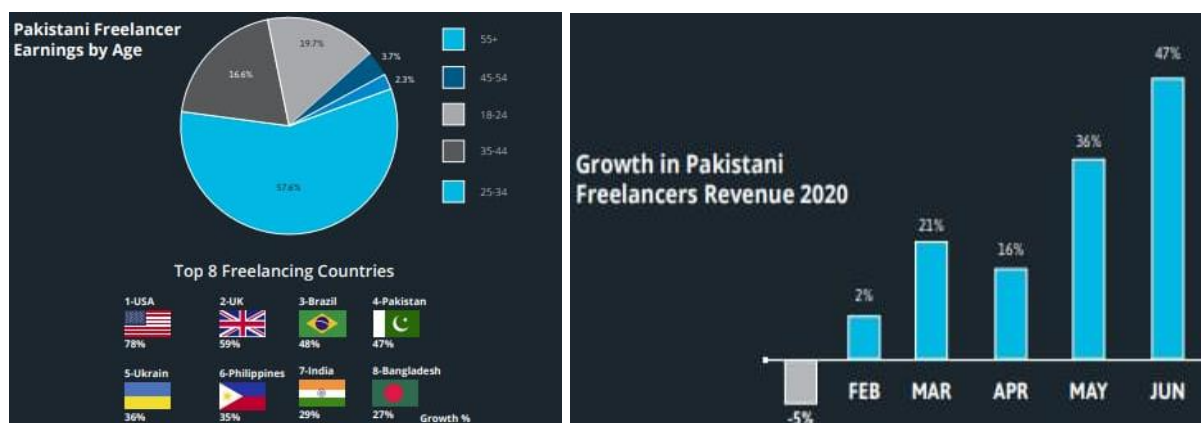 Pakistani Freelancer
Earnings by Age
19.7%
3.7%
2.3%
16.6%
57.6%
55+
45-54
18-24
35-44
25-34
Top 8 Freelancing Countries
1-USA 2-UK 3-Brazil 4-Pakistan
78% 59% 48% 47%
5-Ukrain 6-Philippines 7-India 8-Bangladesh
36% 35% 29% 27% Growth %
Growth in Pakistani
Freelancers Revenue 2020
47%
36%
21%
16%
2%
FEB MAR APR MAY JUN
-5%